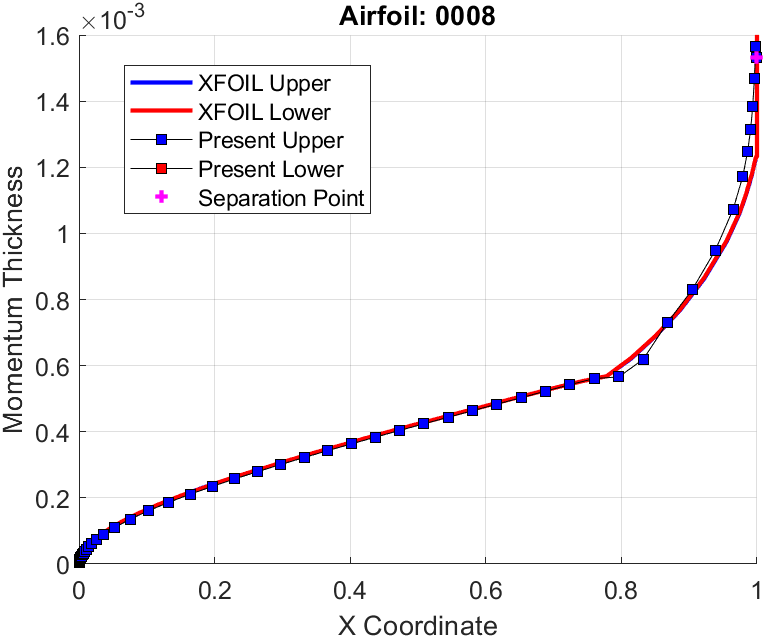 Airfoil: 0008
×10-3
1.6
1.4
1.2
1
0.8
0.6
0.4
0.2
0
Momentum Thickness
XFOIL Upper
XFOIL Lower
Present Upper
Present Lower
Separation Point
0 0.2 0.4 0.6 0.8 1
X Coordinate